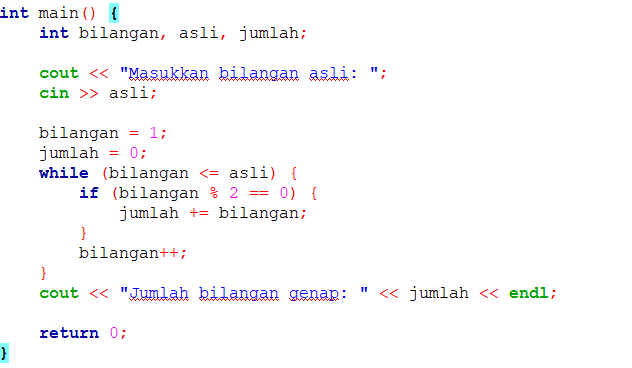 int main() {
int bilangan, asli, jumlah;
cout << "Masukkan bilangan asli: ";
cin >> asli;
bilangan = 1;
jumlah = 0;
while (bilangan <= asli) {
if (bilangan % 2 == 0) {
jumlah += bilangan;
}
bilangan++;
}
cout << "Jumlah bilangan genap: " << jumlah << endl;
return 0;
}